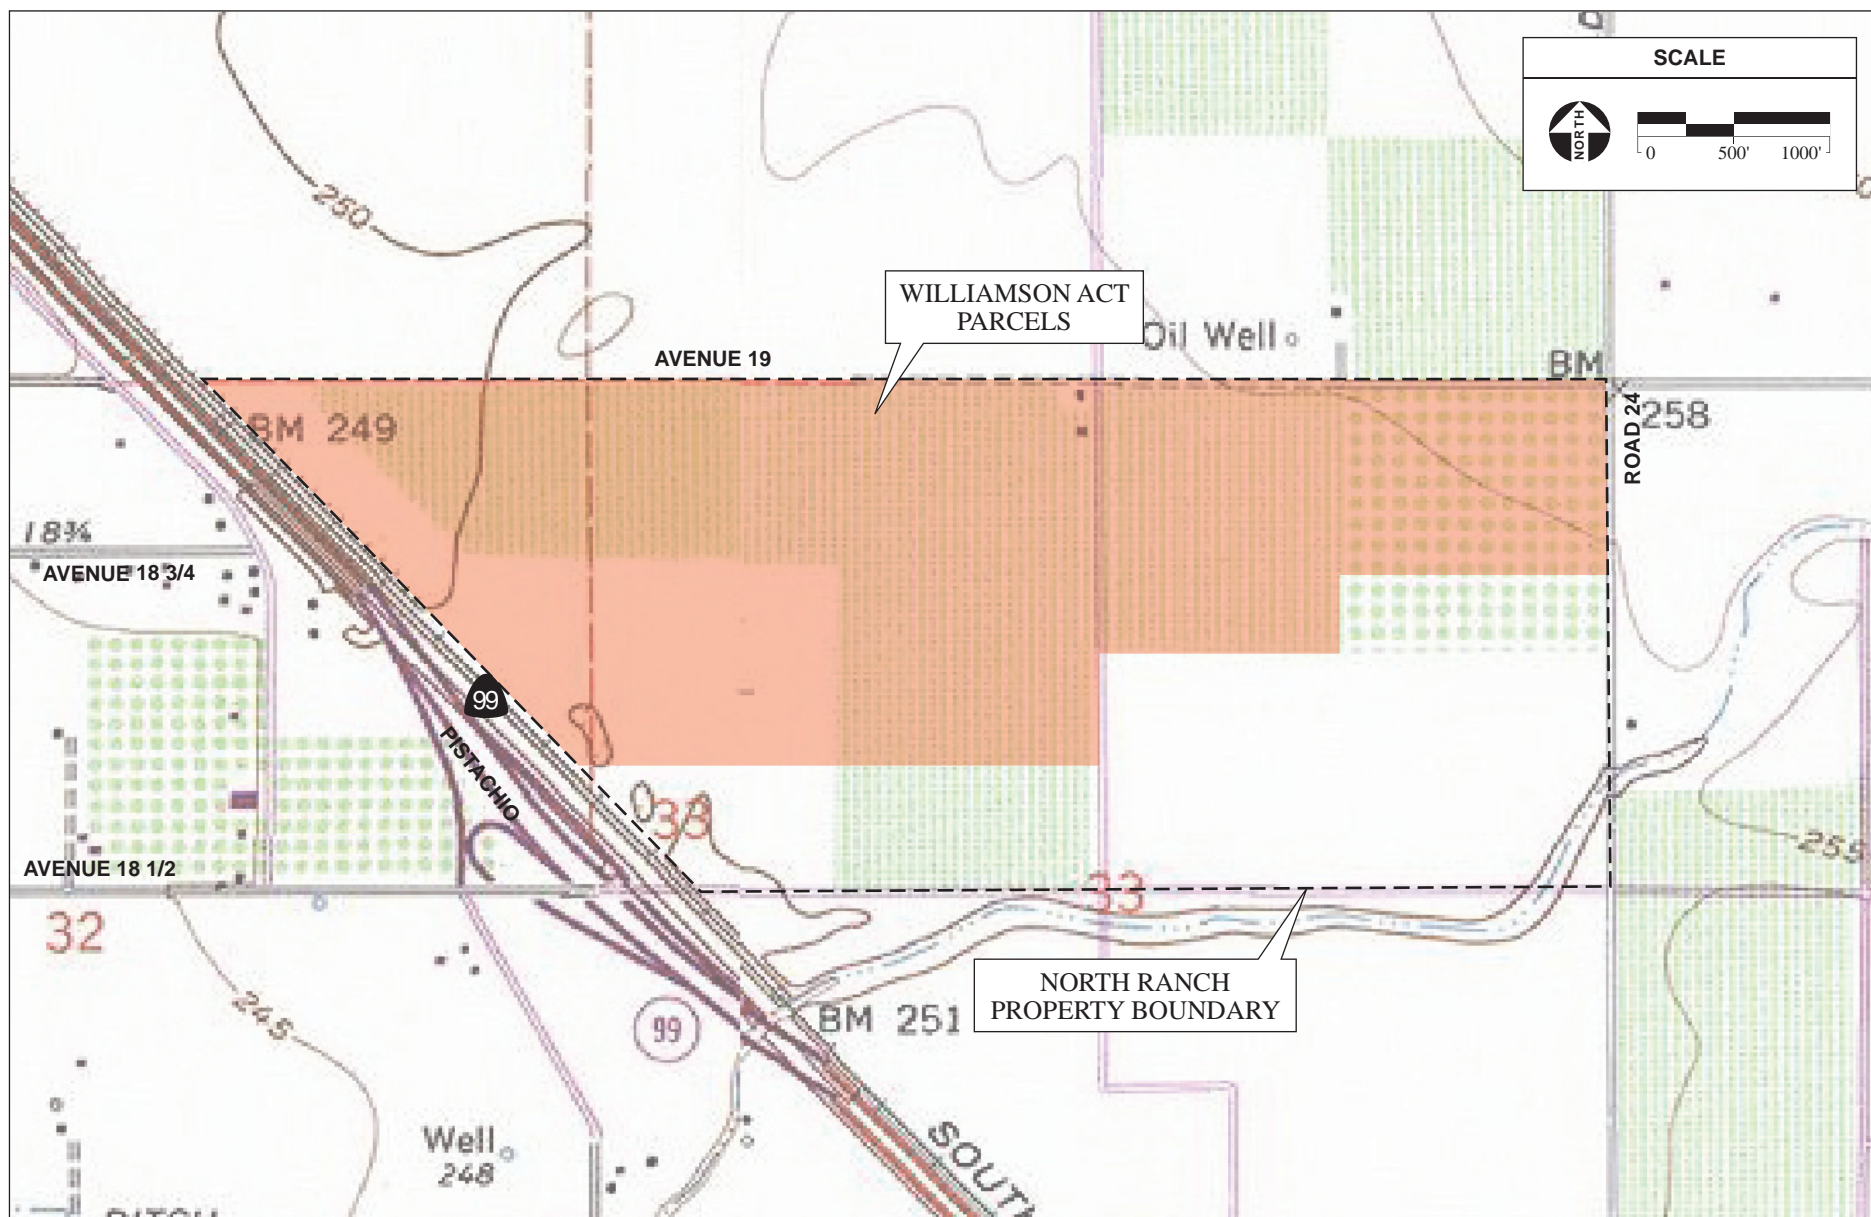 SCALE
NORTH
0 500' 1000'
250
WILLIAMSON ACT
PARCELS
Oil Well
AVENUE 19
BM
258
ROAD 24
BM 249
18¾
AVENUE 18 3/4
99
PISTACHIO
33
255
AVENUE 18 1/2
33
32
NORTH RANCH
PROPERTY BOUNDARY
245
99
BM 251
Well
248
SOUTH